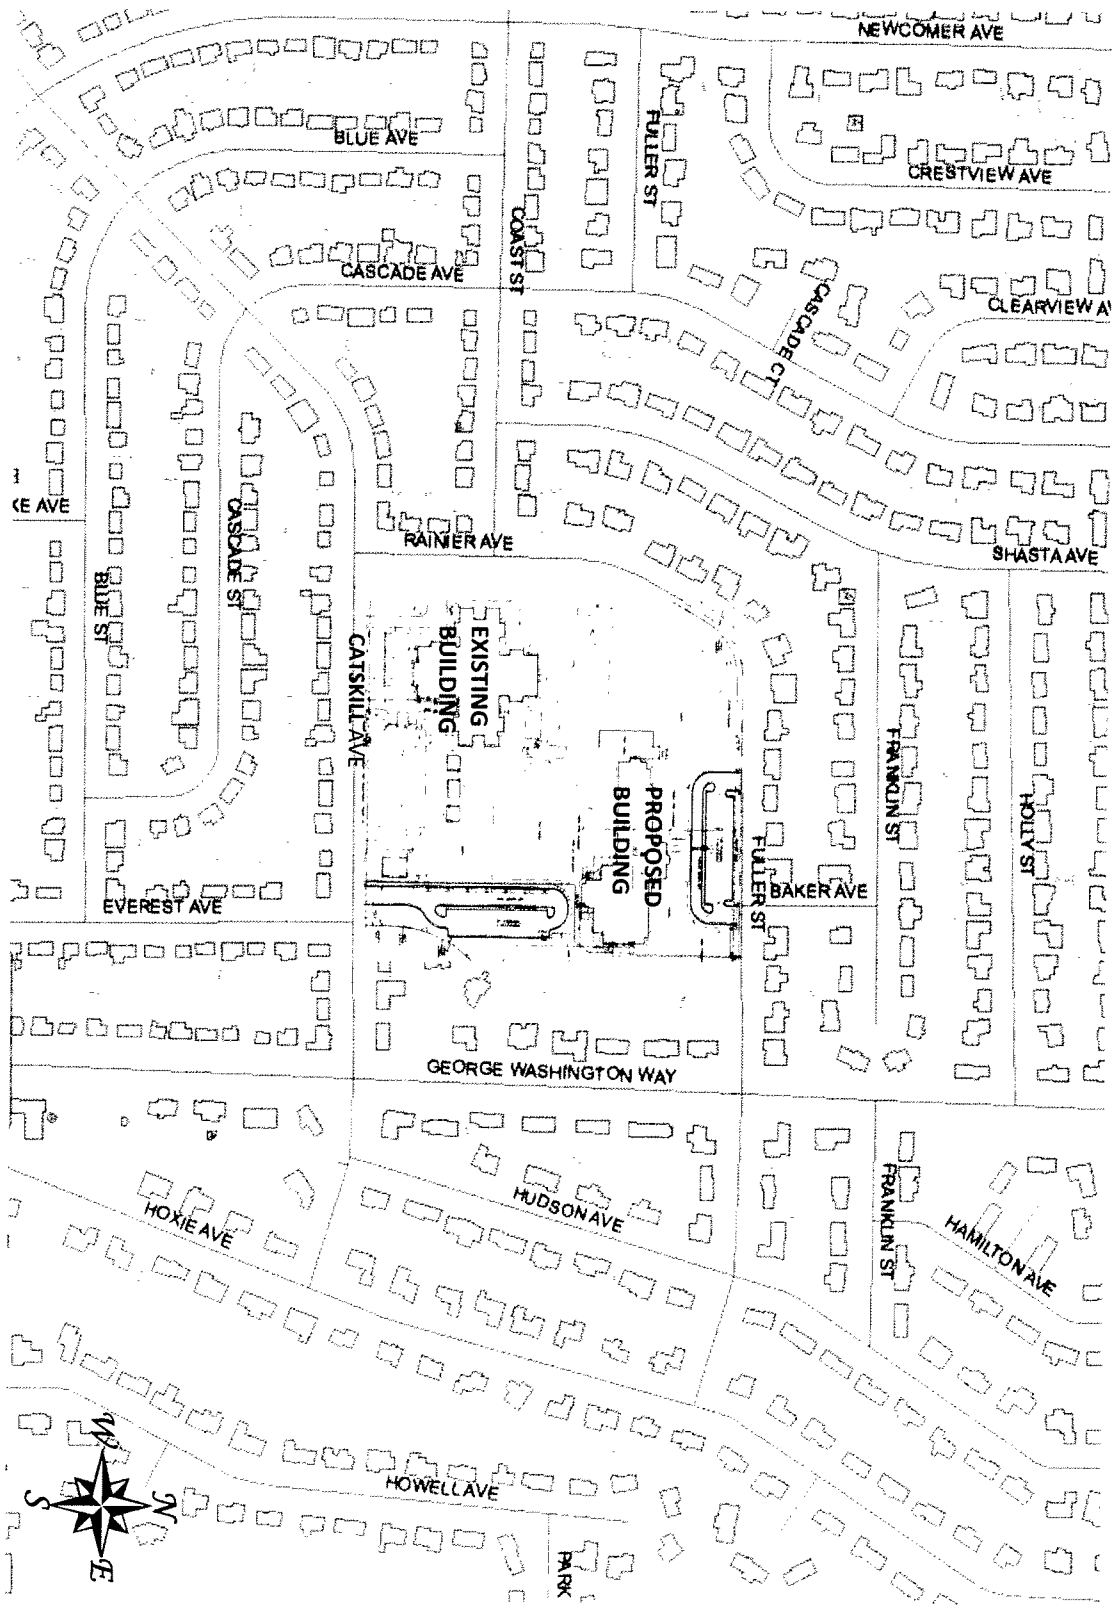 NEWCOMER AVE
BLUE AVE
FULLER ST
CRESTVIEW AVE
COAST ST
CASCADE AVE
CLEARVIEW AV
CASCADE CT
KE AVE
CASCADE ST
RAINIER AVE
SHASTA AVE
BLUE ST
CATSKILL AVE
EXISTING
BUILDING
PROPOSED
BUILDING
FRANKLIN ST
HOLLY ST
FULLER ST
BAKER AVE
EVEREST AVE
GEORGE WASHINGTON WAY
HOXIE AVE
HUDSON AVE
FRANKLIN ST
HAMILTON AVE
HOWELL AVE
PARK
W
N
S
E